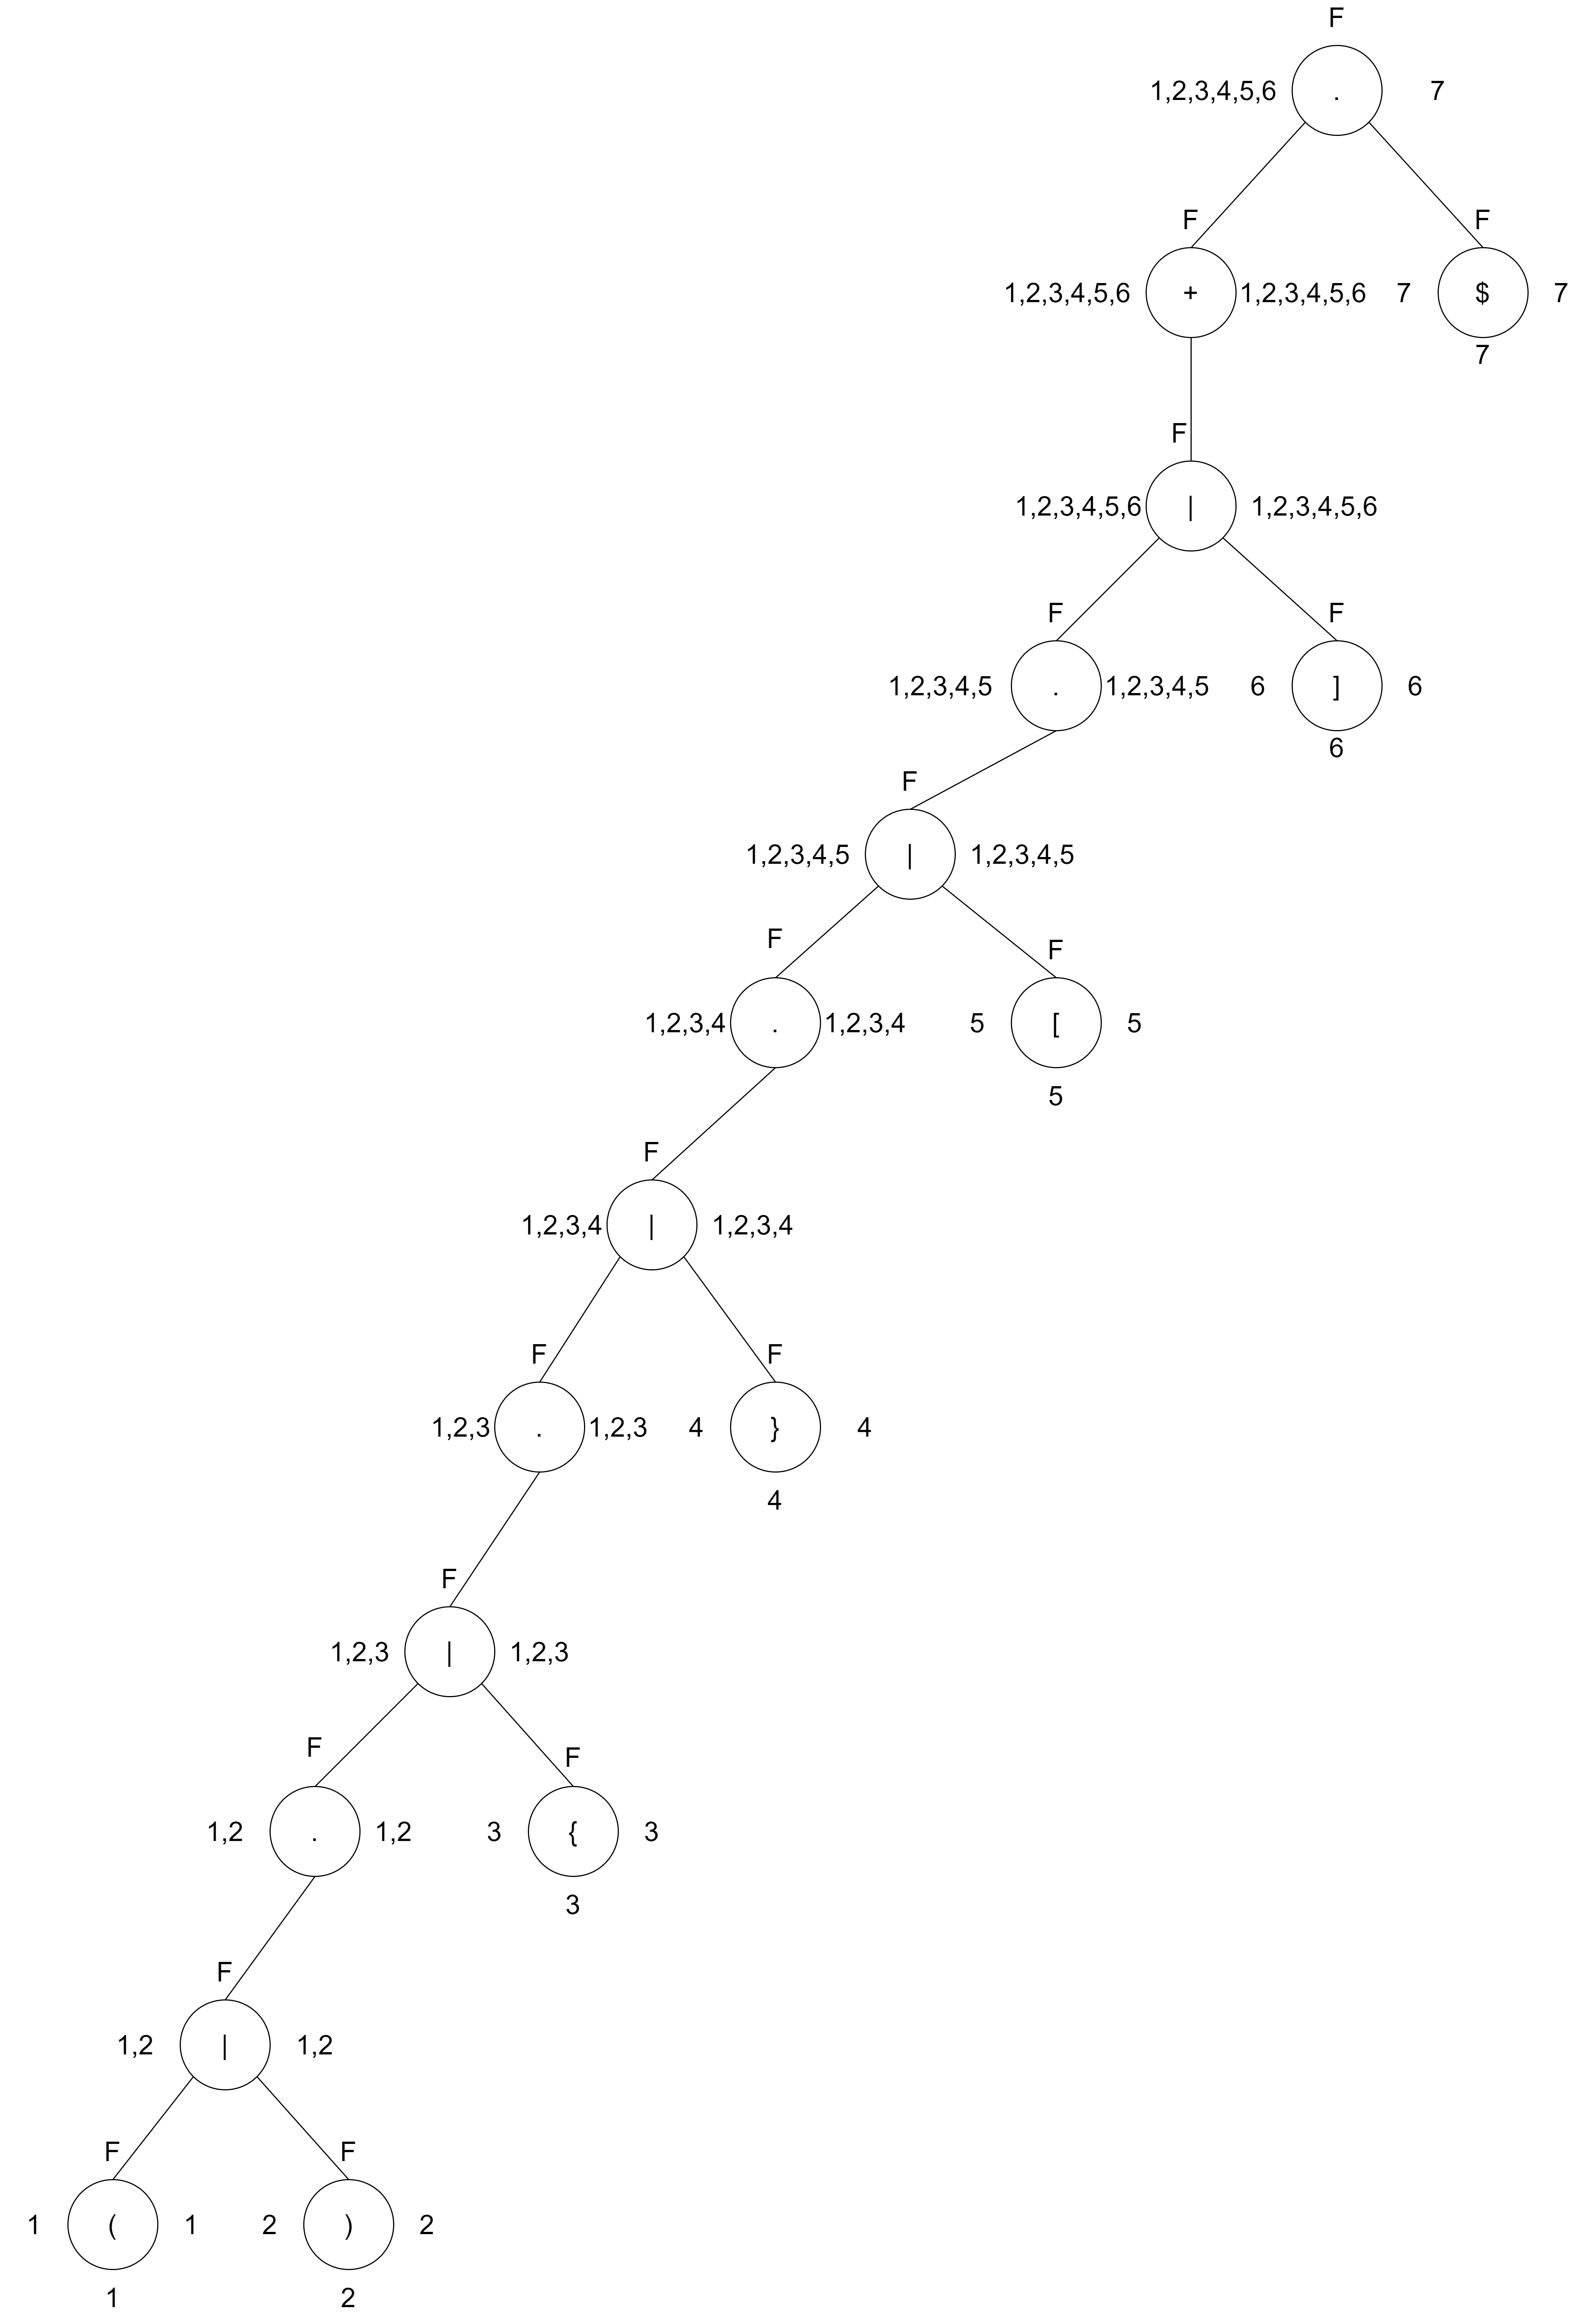 F
1,2,3,4,5,6 . 7
F F
1,2,3,4,5,6 + 1,2,3,4,5,6 7 $ 7
7
F
1,2,3,4,5,6 | 1,2,3,4,5,6
F F
1,2,3,4,5 . 1,2,3,4,5 6 ] 6
6
F
1,2,3,4,5 | 1,2,3,4,5
F F
1,2,3,4 . 1,2,3,4 5 [ 5
5
F
1,2,3,4 | 1,2,3,4
F F
1,2,3 . 1,2,3 4 } 4
4
F
1,2,3 | 1,2,3
F F
1,2 . 1,2 3 { 3
3
F
1,2 | 1,2
F F
1 ( 1 2 ) 2
1 2